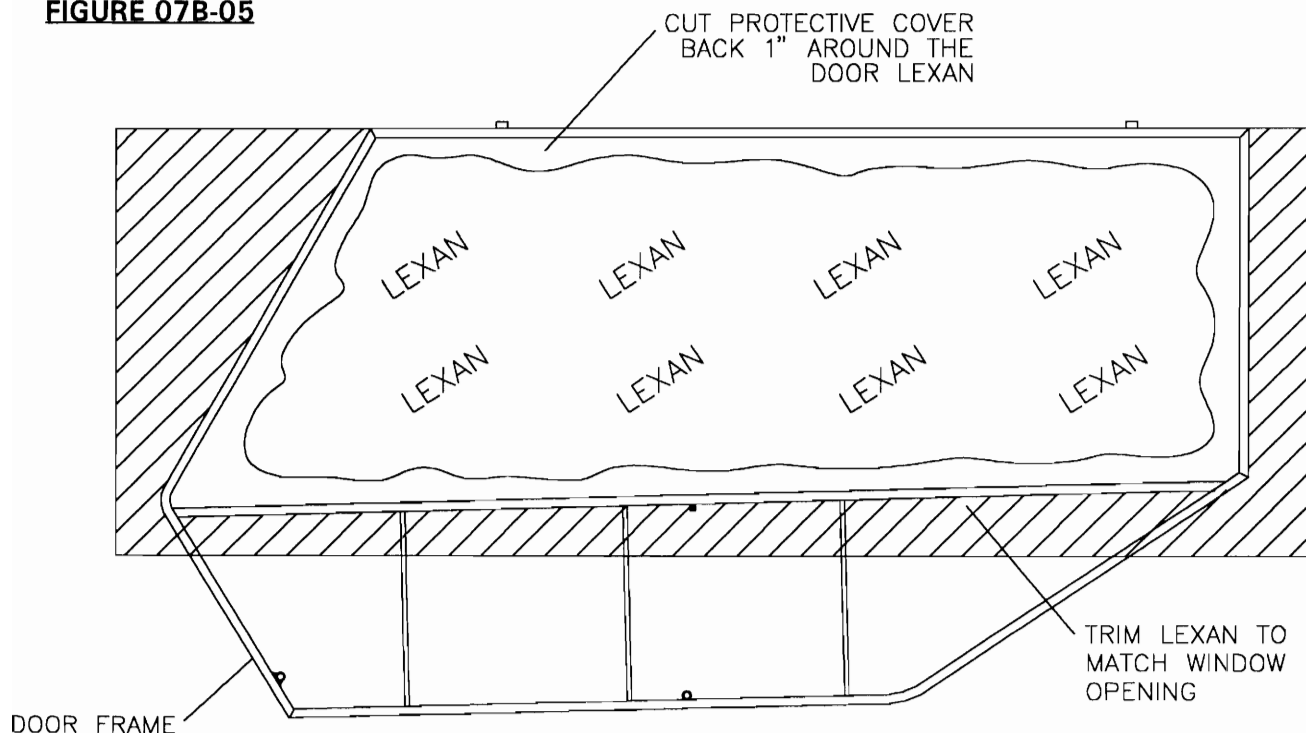 FIGURE 07B-05
CUT PROTECTIVE COVER
BACK 1" AROUND THE
DOOR LEXAN
LEXAN LEXAN LEXAN LEXAN
LEXAN LEXAN LEXAN LEXAN
TRIM LEXAN TO
MATCH WINDOW
OPENING
DOOR FRAME